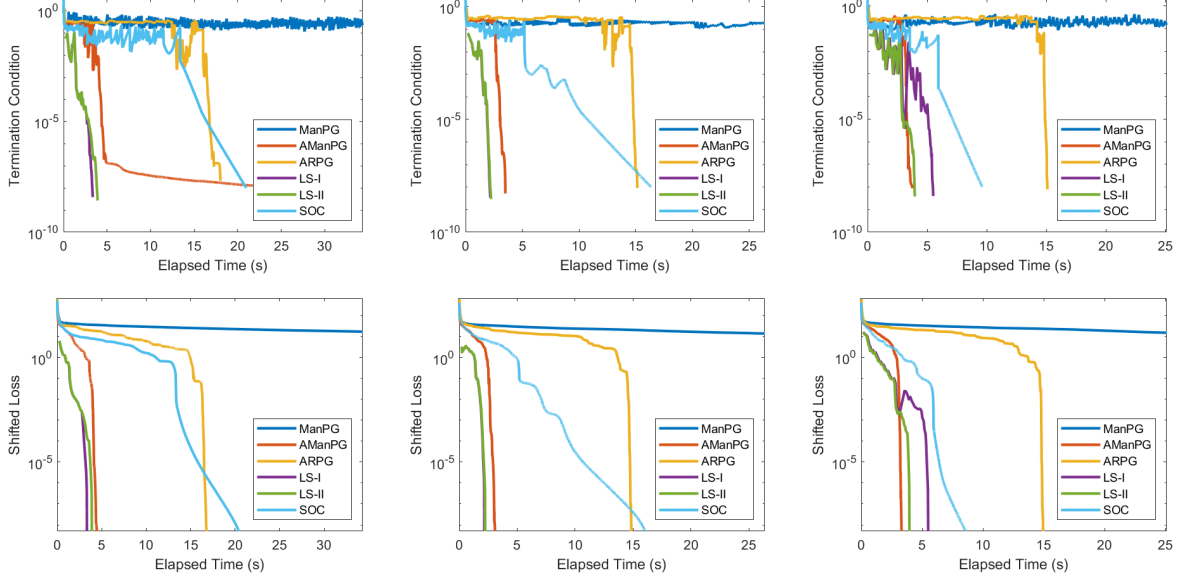 Termination Condition
10^0
10^-5
10^-10
ManPG
AManPG
ARPG
LS-I
LS-II
SOC
0 5 10 15 20 25 30
Elapsed Time (s)
Termination Condition
10^0
10^-5
10^-10
ManPG
AManPG
ARPG
LS-I
LS-II
SOC
0 5 10 15 20 25
Elapsed Time (s)
Termination Condition
10^0
10^-5
10^-10
ManPG
AManPG
ARPG
LS-I
LS-II
SOC
0 5 10 15 20 25
Elapsed Time (s)
Shifted Loss
10^0
10^-5
ManPG
AManPG
ARPG
LS-I
LS-II
SOC
0 5 10 15 20 25 30
Elapsed Time (s)
Shifted Loss
10^0
10^-5
ManPG
AManPG
ARPG
LS-I
LS-II
SOC
0 5 10 15 20 25
Elapsed Time (s)
Shifted Loss
10^0
10^-5
ManPG
AManPG
ARPG
LS-I
LS-II
SOC
0 5 10 15 20 25
Elapsed Time (s)